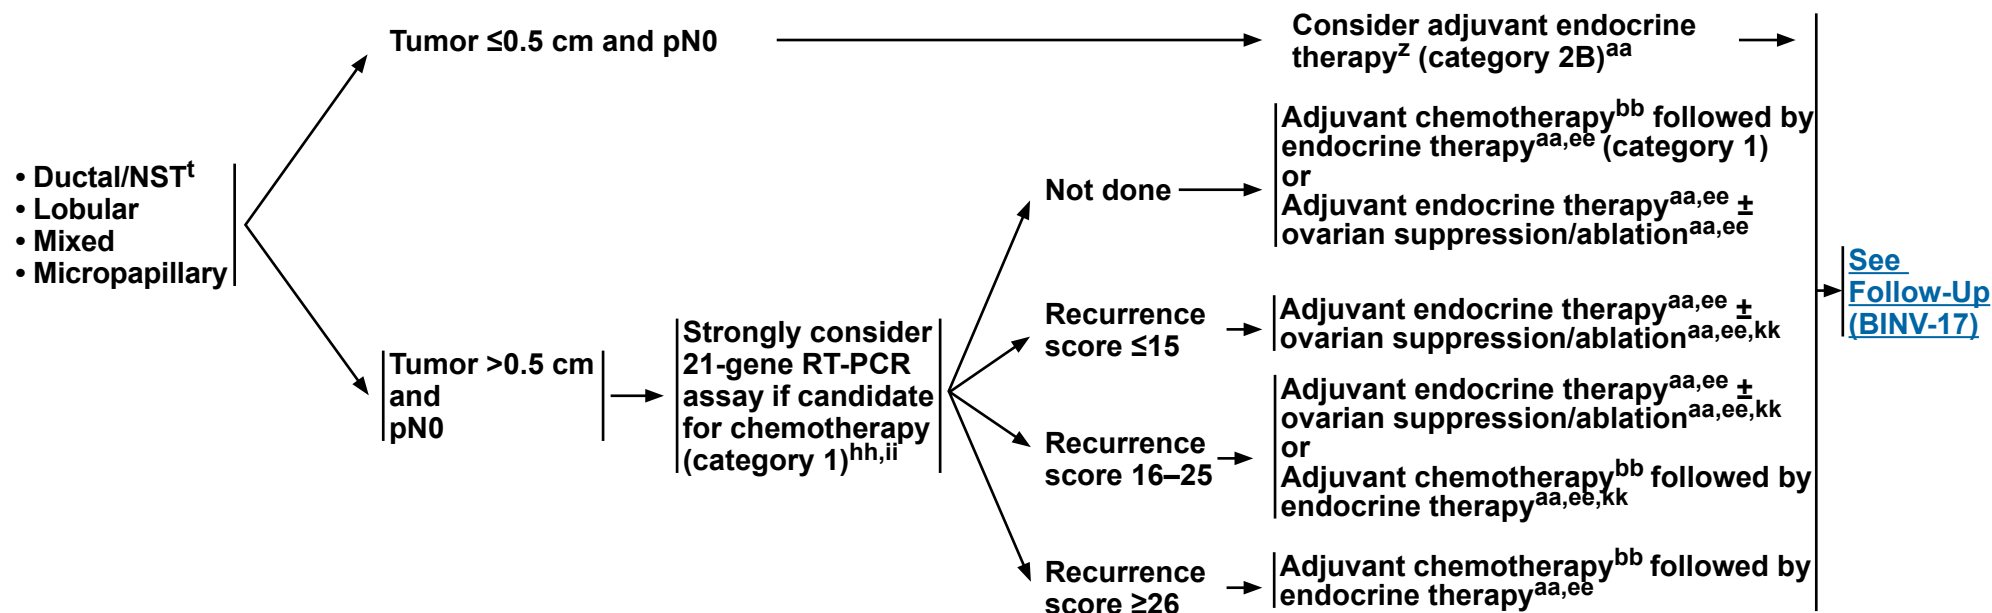 • Ductal/NSTt
• Lobular
• Mixed
• Micropapillary
Tumor ≤0.5 cm and pN0
Consider adjuvant endocrine
therapyz (category 2B)aa
Tumor >0.5 cm
and
pN0
Strongly consider
21-gene RT-PCR
assay if candidate
for chemotherapy
(category 1)hh,ii
Not done
Adjuvant chemotherapybb followed by
endocrine therapyaa,ee (category 1)
or
Adjuvant endocrine therapyaa,ee ±
ovarian suppression/ablationaa,ee
Recurrence
score ≤15
Adjuvant endocrine therapyaa,ee ±
ovarian suppression/ablationaa,ee,kk
Recurrence
score 16–25
Adjuvant endocrine therapyaa,ee ±
ovarian suppression/ablationaa,ee,kk
or
Adjuvant chemotherapybb followed by
endocrine therapyaa,ee,kk
Recurrence
score ≥26
Adjuvant chemotherapybb followed by
endocrine therapyaa,ee
See
Follow-Up
(BINV-17)